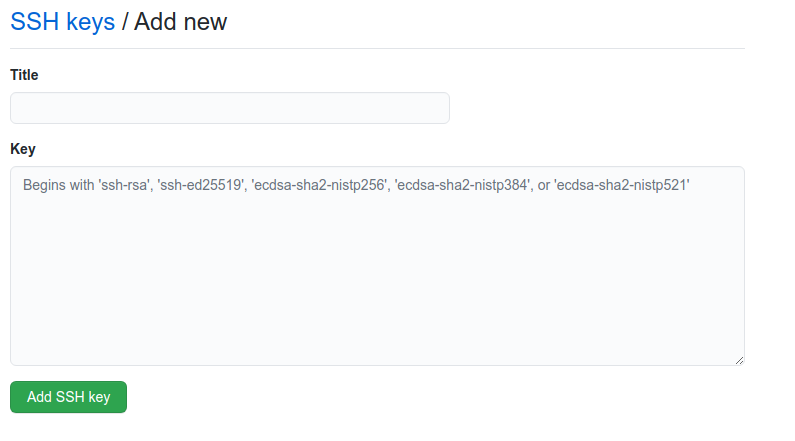 SSH keys / Add new
Title
Key
Begins with 'ssh-rsa', 'ssh-ed25519', 'ecdsa-sha2-nistp256', 'ecdsa-sha2-nistp384', or 'ecdsa-sha2-nistp521'
Add SSH key